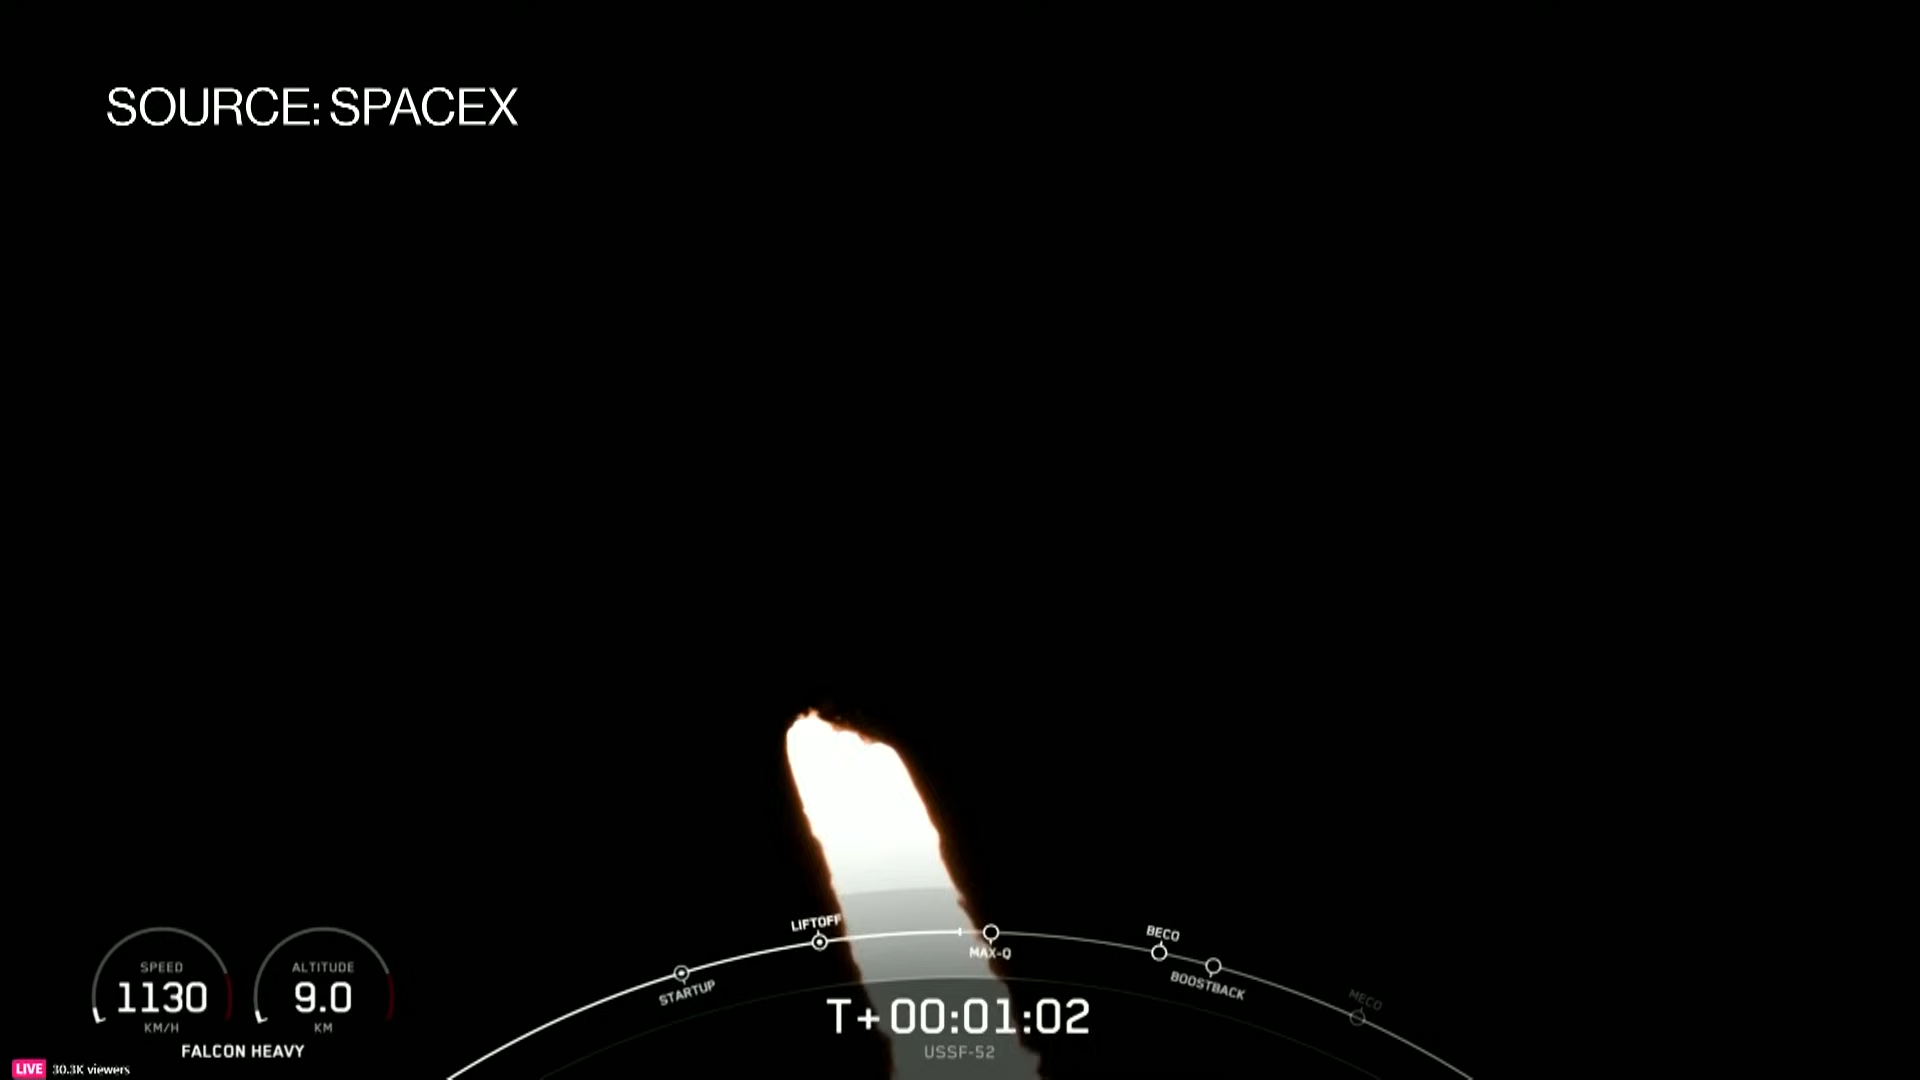 SOURCE: SPACEX
LIFTOFF
BECO
MAX-Q
STARTUP
BOOSTBACK
MECO
SPEED
1130
KM/H
ALTITUDE
9.0
KM
FALCON HEAVY
T+00:01:02
USSF-52
LIVE 30.3K viewers